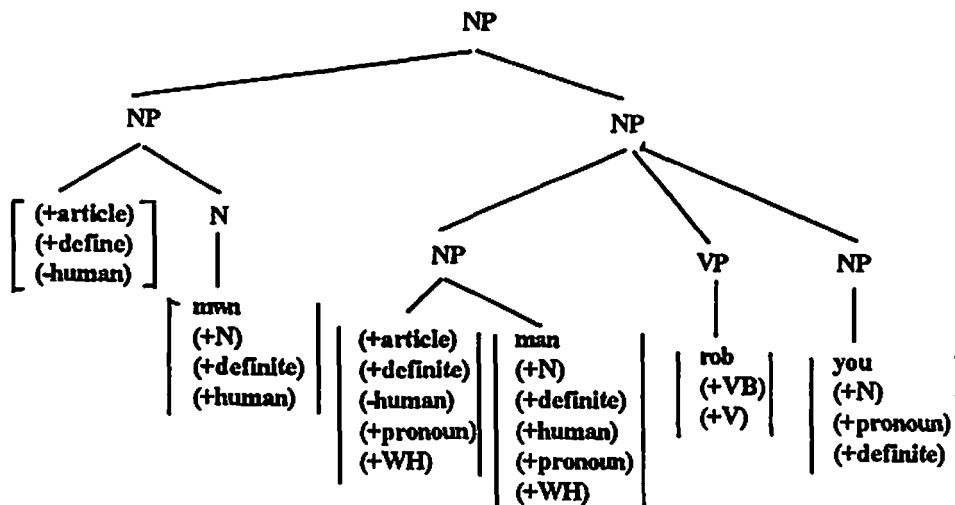 NP
NP
NP
(+article)
(+define)
(-human)
N
NP
VP
NP
(+N)
(+definite)
(+human)
(+article)
(+definite)
(-human)
(+pronoun)
(+WH)
man
(+N)
(+definite)
(+human)
(+pronoun)
(+WH)
rob
(+VB)
(+V)
you
(+N)
(+pronoun)
(+definite)